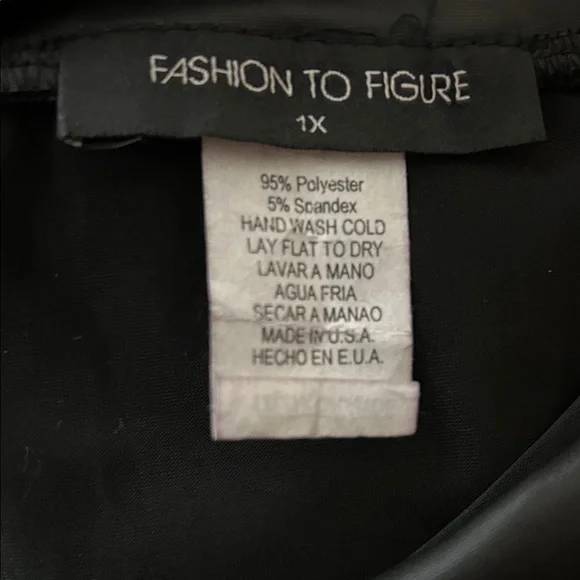 FASHION TO FIGURE
1X
95% Polyester
5% Spandex
HAND WASH COLD
LAY FLAT TO DRY
LAVAR A MANO
AGUA FRIA
SECAR A MANAO
MADE IN U.S.A.
HECHO EN E.U.A.